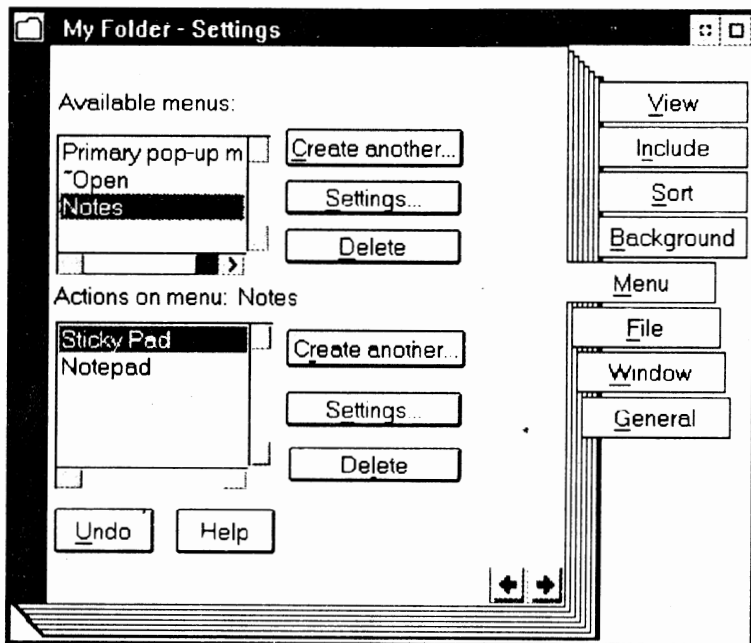 My Folder - Settings
Available menus:
Primary pop-up m
~Open
Notes
Create another...
Settings...
Delete
Actions on menu: Notes
Sticky Pad
Notepad
Create another...
Settings...
Delete
Undo
Help
View
Include
Sort
Background
Menu
File
Window
General